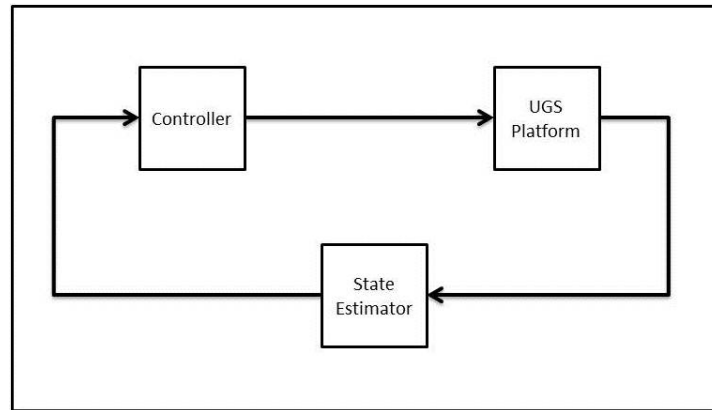 Controller
UGS
Platform
State
Estimator